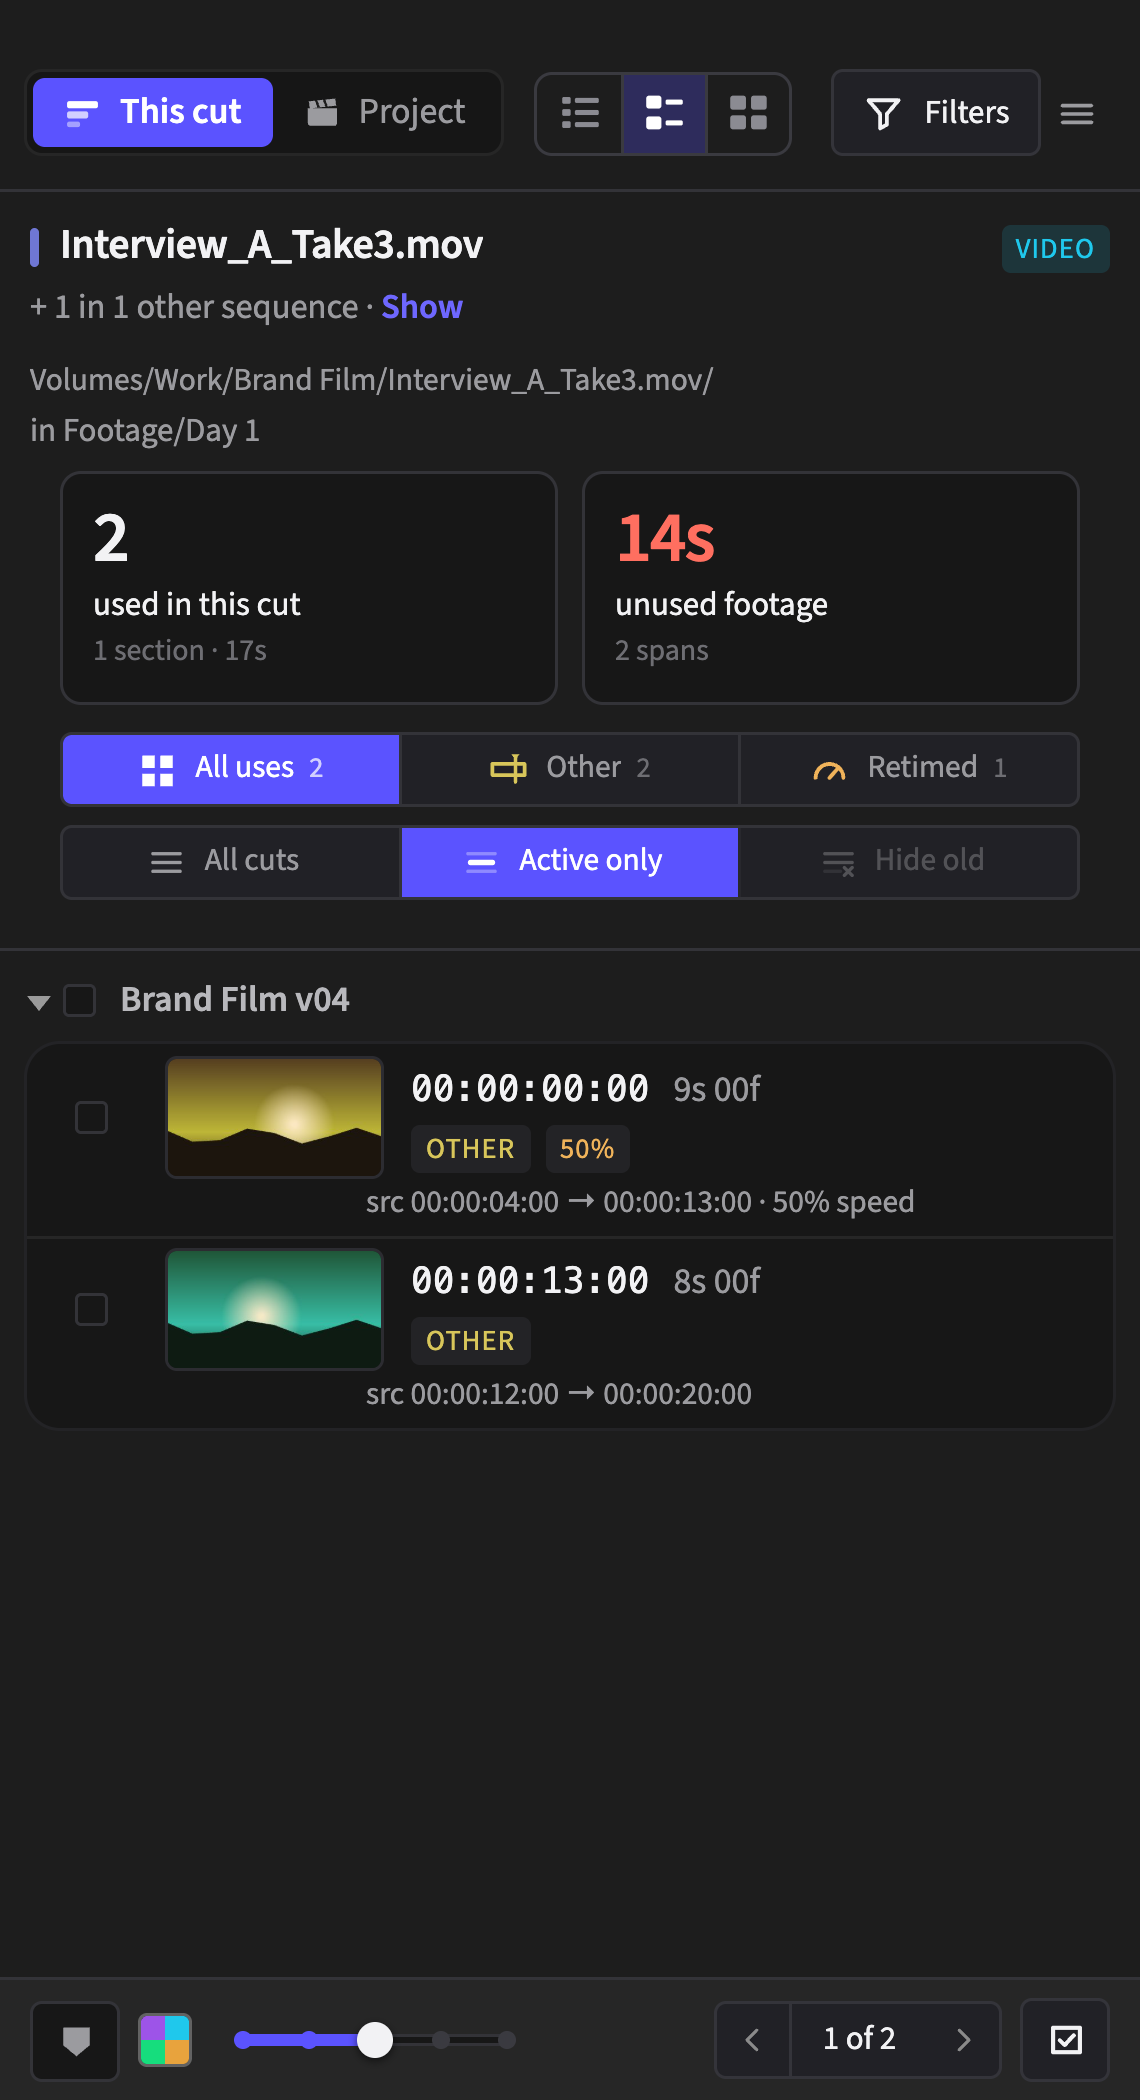 This cut Project Filters
Interview_A_Take3.mov VIDEO
+ 1 in 1 other sequence · Show
Volumes/Work/Brand Film/Interview_A_Take3.mov/
in Footage/Day 1
2
used in this cut
1 section · 17s
14s
unused footage
2 spans
All uses 2 Other 2 Retimed 1
All cuts Active only Hide old
Brand Film v04
00:00:00:00 9s 00f
OTHER 50%
src 00:00:04:00 → 00:00:13:00 · 50% speed
00:00:13:00 8s 00f
OTHER
src 00:00:12:00 → 00:00:20:00
1 of 2